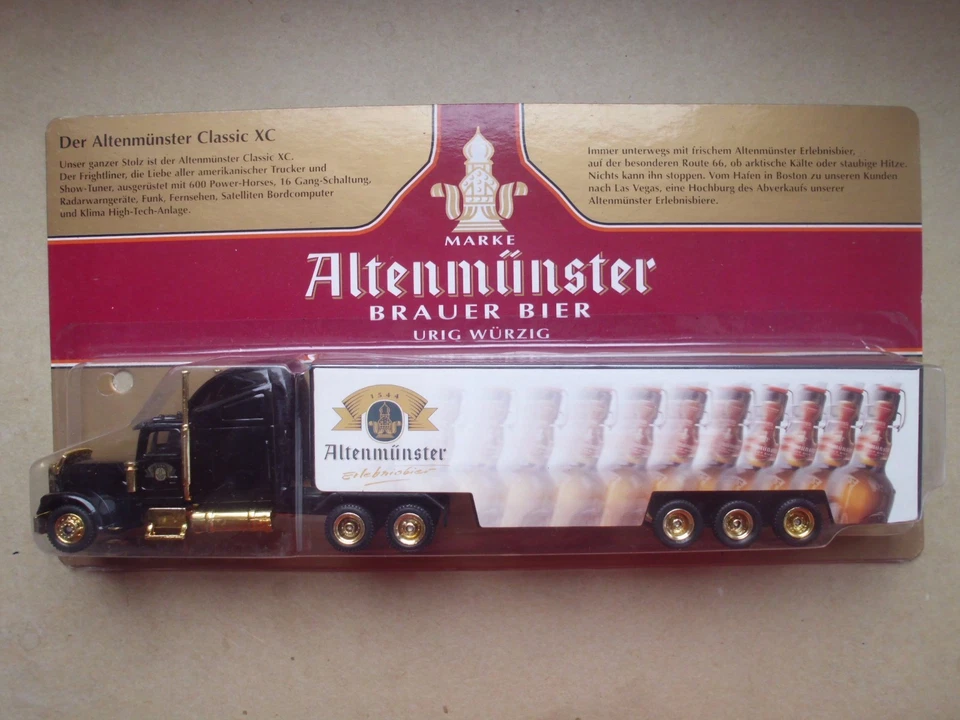 Der Altenmünster Classic XC
Unser ganzer Stolz ist der Altenmünster Classic XC.
Der Frightliner, die Liebe aller amerikanischer Trucker und
Show-Tuner, ausgerüstet mit 600 Power-Horses, 16 Gang-Schaltung,
Radarwarngeräte, Funk, Fernsehen, Satelliten Bordcomputer
und Klima High-Tech-Anlage.
Immer unterwegs mit frischem Altenmünster Erlebnisbier,
auf der besonderen Route 66, ob arktische Kälte oder staubige Hitze.
Nichts kann ihn stoppen. Vom Hafen in Boston zu unseren Kunden
nach Las Vegas, eine Hochburg des Abverkaufs unserer
Altenmünster Erlebnisbiere.
MARKE
Altenmünster
BRAUER BIER
URIG WÜRZIG
1544
Altenmünster
Erlebnisbier